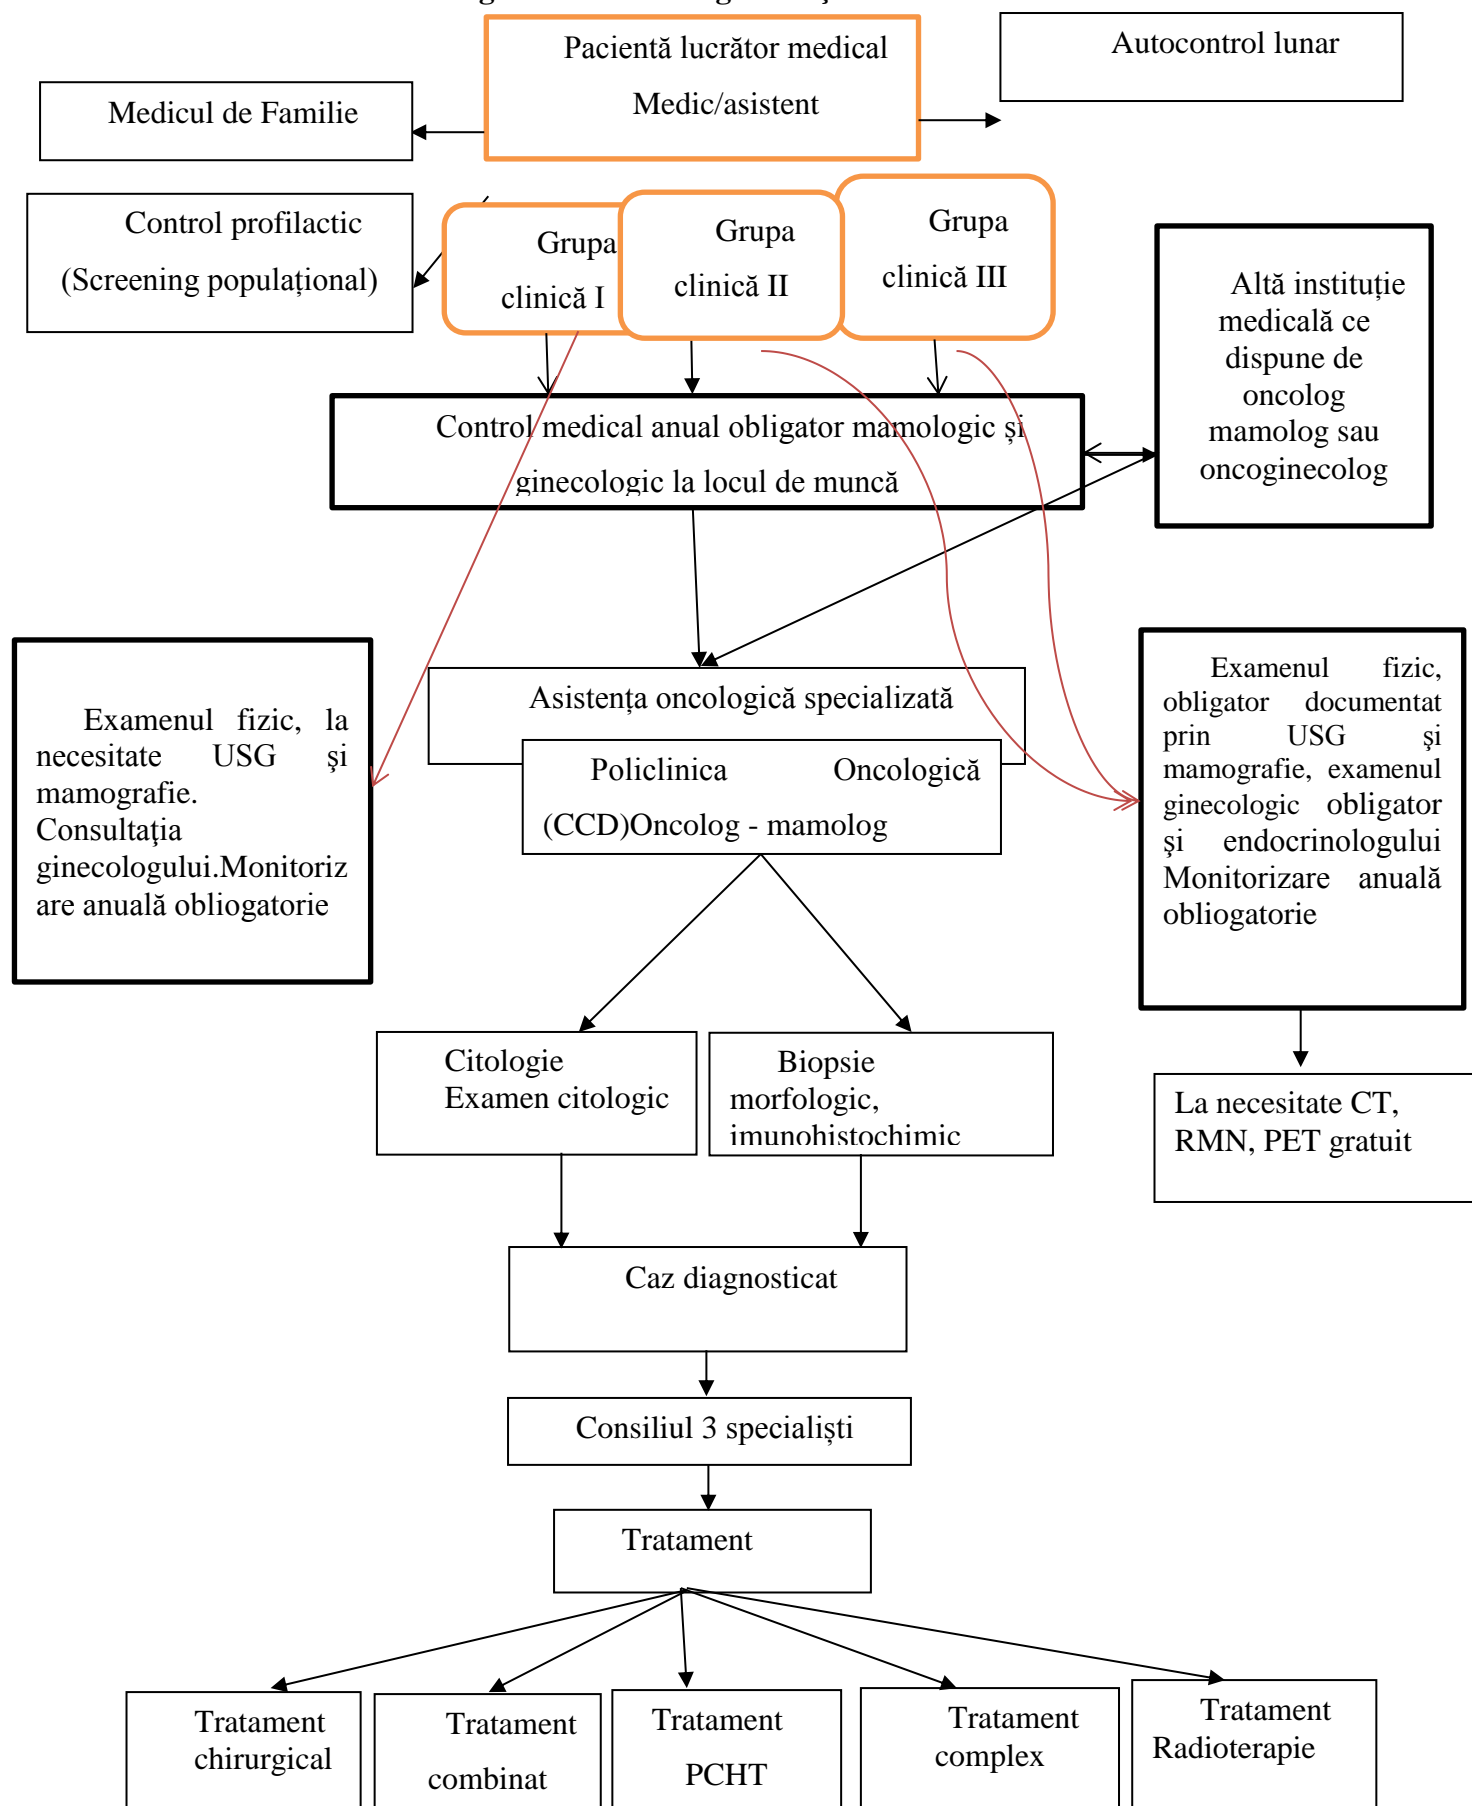 Pacientă lucrător medical
Medic/asistent
Autocontrol lunar
Medicul de Familie
Control profilactic
(Screening populațional)
Grupa
clinică I
Grupa
clinică II
Grupa
clinică III
Altă instituție
medicală ce
dispune de
oncolog
mamolog sau
oncoginecolog
Control medical anual obligator mamologic și
ginecologic la locul de muncă
Examenul fizic, la
necesitate USG şi
mamografie.
Consultația
ginecologului.Monitoriz
are anuală obliogatorie
Asistența oncologică specializată
Policlinica Oncologică
(CCD)Oncolog - mamolog
Examenul fizic,
obligator documentat
prin USG şi
mamografie, examenul
ginecologic obligator
şi endocrinologului
Monitorizare anuală
obliogatorie
Citologie
Examen citologic
Biopsie
morfologic,
imunohistochimic
La necesitate CT,
RMN, PET gratuit
Caz diagnosticat
Consiliul 3 specialiști
Tratament
Tratament
chirurgical
Tratament
combinat
Tratament
PCHT
Tratament
complex
Tratament
Radioterapie